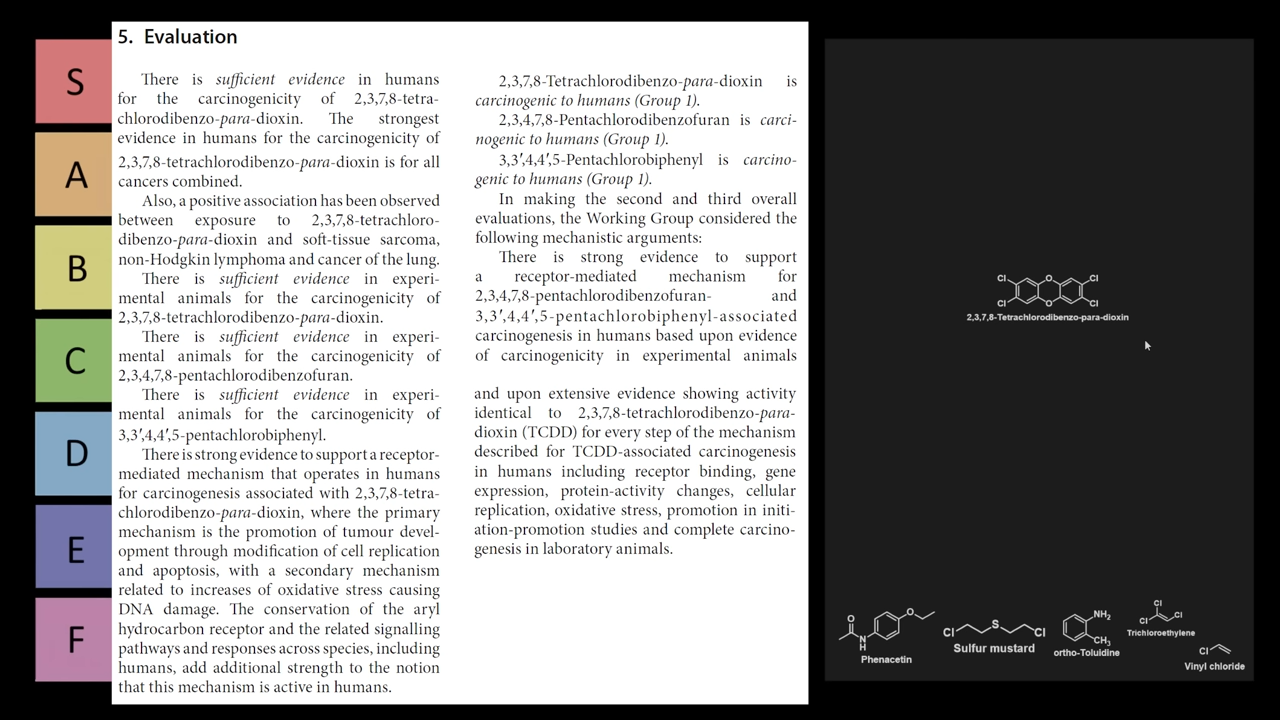 S
A
B
C
D
E
F
5. Evaluation
There is sufficient evidence in humans
for the carcinogenicity of 2,3,7,8-tetra-
chlorodibenzo-para-dioxin. The strongest
evidence in humans for the carcinogenicity of
2,3,7,8-tetrachlorodibenzo-para-dioxin is for all
cancers combined.
Also, a positive association has been observed
between exposure to 2,3,7,8-tetrachloro-
dibenzo-para-dioxin and soft-tissue sarcoma,
non-Hodgkin lymphoma and cancer of the lung.
There is sufficient evidence in experi-
mental animals for the carcinogenicity of
2,3,7,8-tetrachlorodibenzo-para-dioxin.
There is sufficient evidence in experi-
mental animals for the carcinogenicity of
2,3,4,7,8-pentachlorodibenzofuran.
There is sufficient evidence in experi-
mental animals for the carcinogenicity of
3,3′,4,4′,5-pentachlorobiphenyl.
There is strong evidence to support a receptor-
mediated mechanism that operates in humans
for carcinogenesis associated with 2,3,7,8-tetra-
chlorodibenzo-para-dioxin, where the primary
mechanism is the promotion of tumour devel-
opment through modification of cell replication
and apoptosis, with a secondary mechanism
related to increases of oxidative stress causing
DNA damage. The conservation of the aryl
hydrocarbon receptor and the related signalling
pathways and responses across species, including
humans, add additional strength to the notion
that this mechanism is active in humans.
2,3,7,8-Tetrachlorodibenzo-para-dioxin is
carcinogenic to humans (Group 1).
2,3,4,7,8-Pentachlorodibenzofuran is carci-
nogenic to humans (Group 1).
3,3′,4,4′,5-Pentachlorobiphenyl is carcino-
genic to humans (Group 1).
In making the second and third overall
evaluations, the Working Group considered the
following mechanistic arguments:
There is strong evidence to support
a receptor-mediated mechanism for
2,3,4,7,8-pentachlorodibenzofuran- and
3,3′,4,4′,5-pentachlorobiphenyl-associated
carcinogenesis in humans based upon evidence
of carcinogenicity in experimental animals
and upon extensive evidence showing activity
identical to 2,3,7,8-tetrachlorodibenzo-para-
dioxin (TCDD) for every step of the mechanism
described for TCDD-associated carcinogenesis
in humans including receptor binding, gene
expression, protein-activity changes, cellular
replication, oxidative stress, promotion in initi-
ation-promotion studies and complete carcino-
genesis in laboratory animals.
Cl O Cl
Cl O Cl
2,3,7,8-Tetrachlorodibenzo-para-dioxin
O
N
H
O
Phenacetin
Cl S Cl
Sulfur mustard
NH2
CH3
ortho-Toluidine
Cl
Cl Cl
Trichloroethylene
Cl
Vinyl chloride